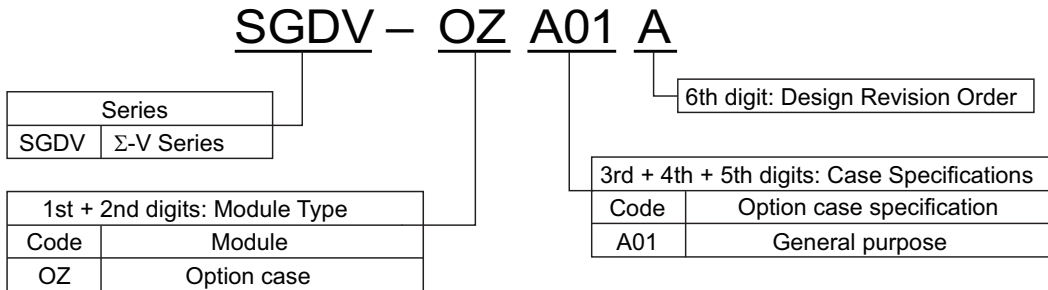 SGDV – OZ A01 A
6th digit: Design Revision Order
Series
SGDV Σ-V Series
3rd + 4th + 5th digits: Case Specifications
Code Option case specification
A01 General purpose
1st + 2nd digits: Module Type
Code Module
OZ Option case